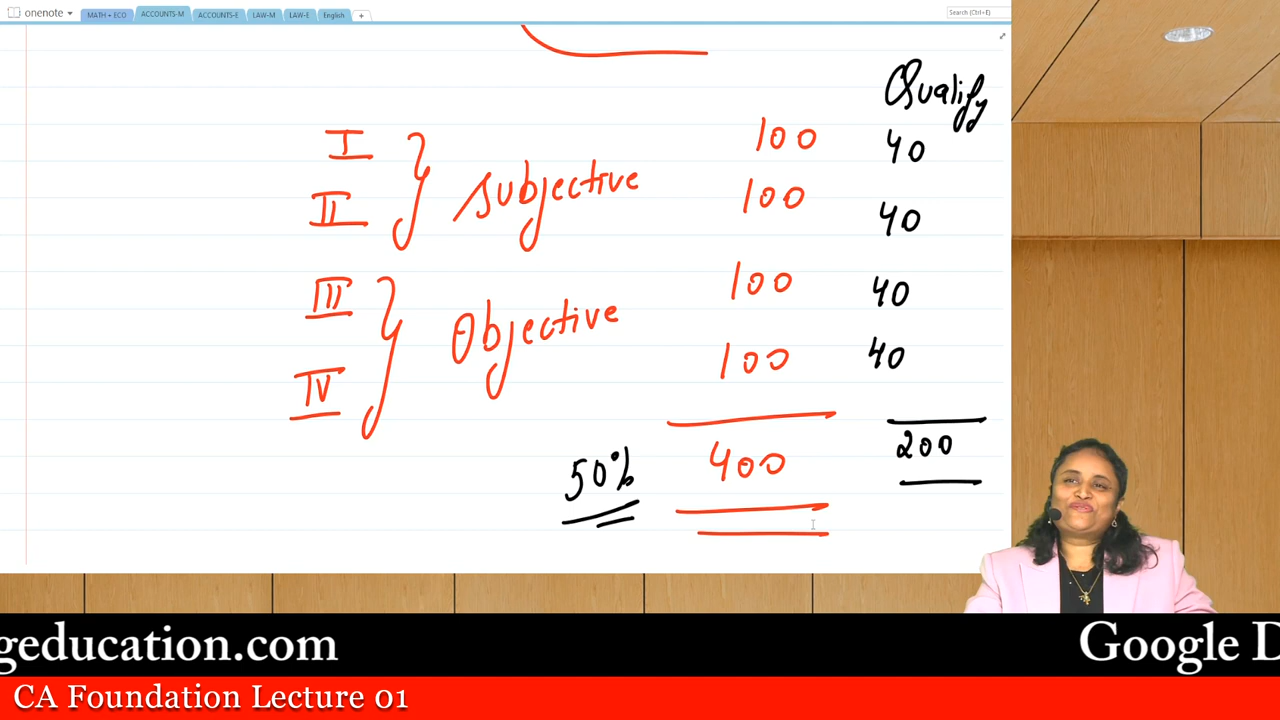 onenote
MATH + ECO ACCOUNTS-M ACCOUNTS-E LAW-M LAW-E English +
Search (Ctrl+E)
Qualify
I 100 40
Subjective
II 100 40
III 100 40
Objective
IV 100 40
50% 400 200
geducation.com Google D
CA Foundation Lecture 01